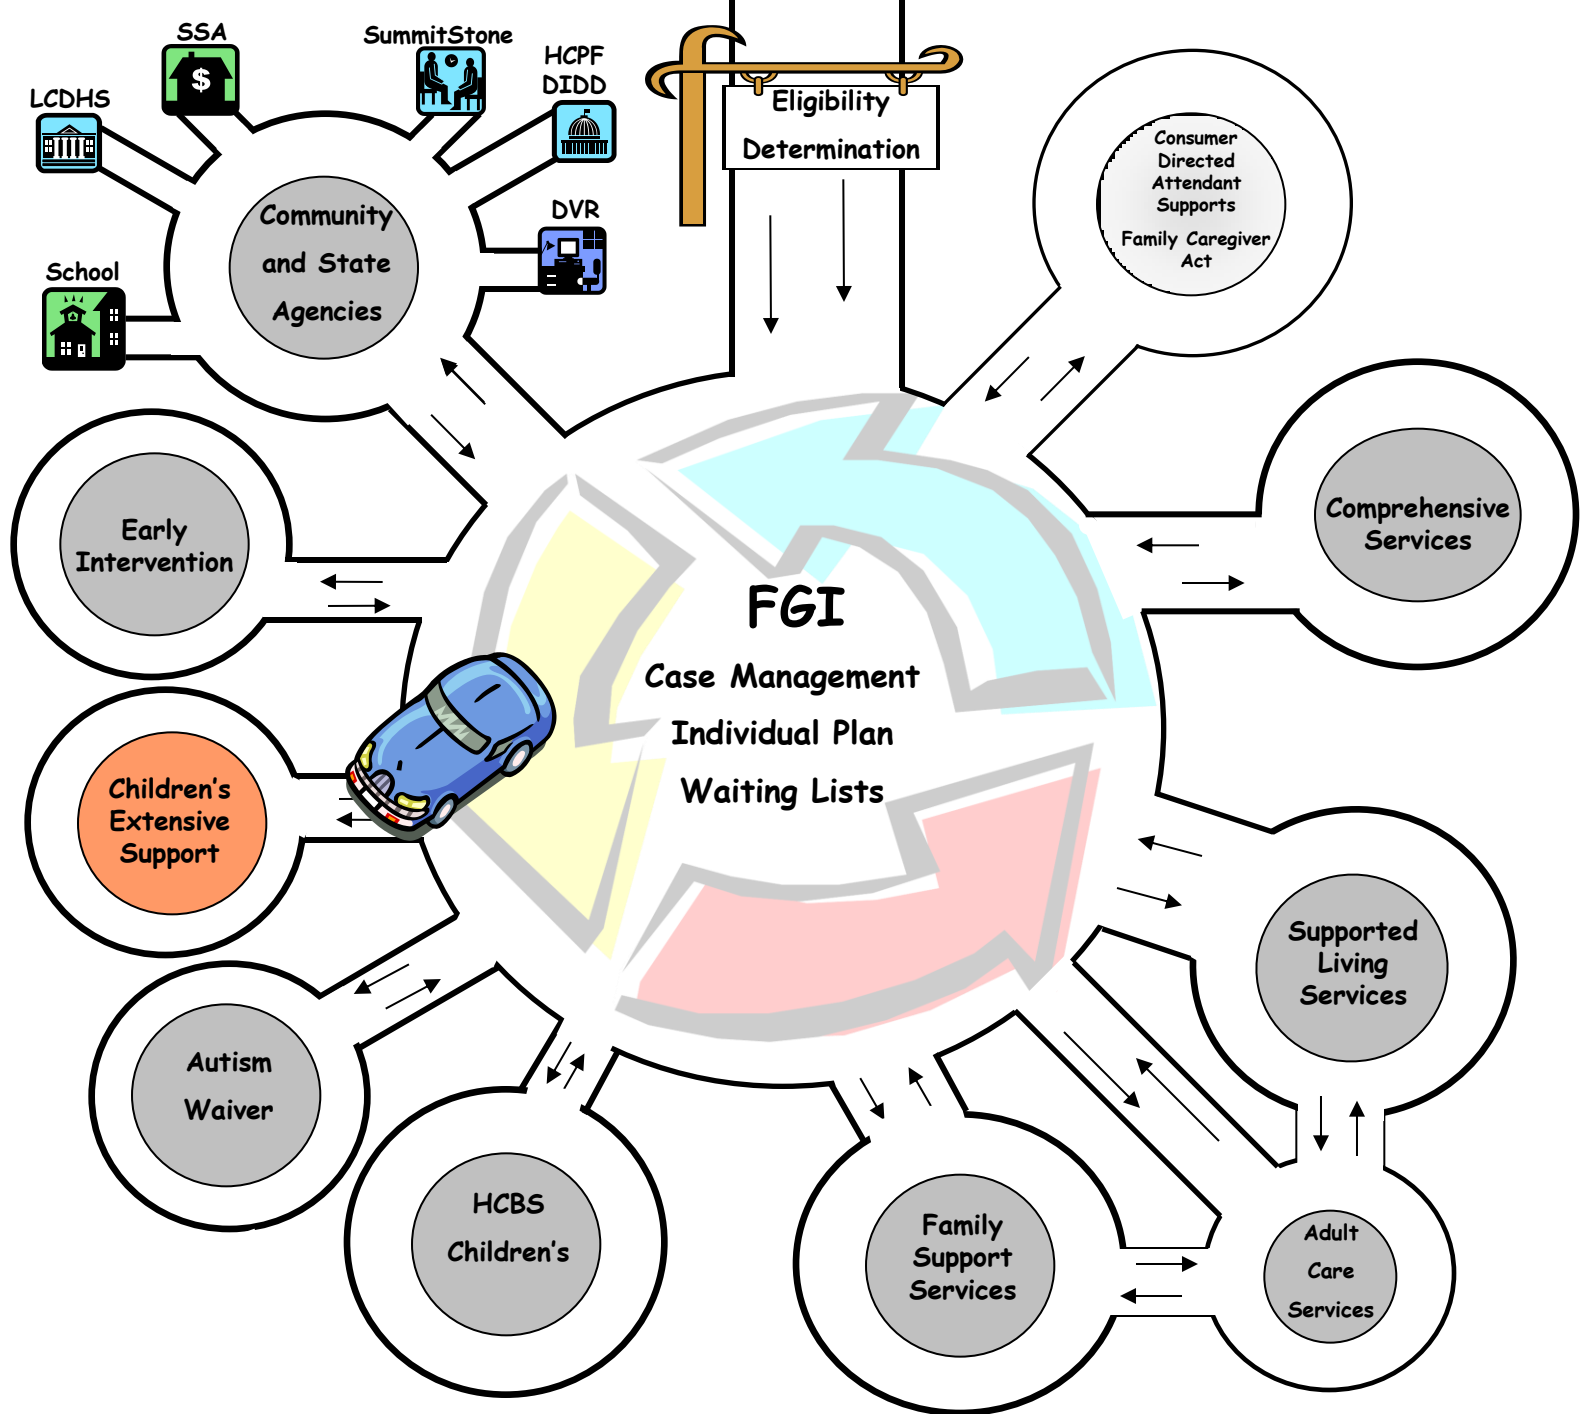 SSA
SummitStone
HCPF
DIDD
LCDHS
Eligibility
Determination
Consumer
Directed
Attendant
Supports
Family Caregiver
Act
Community
and State
Agencies
DVR
School
Early
Intervention
Comprehensive
Services
FGI
Case Management
Individual Plan
Waiting Lists
Children's
Extensive
Support
Supported
Living
Services
Autism
Waiver
HCBS
Children's
Family
Support
Services
Adult
Care
Services